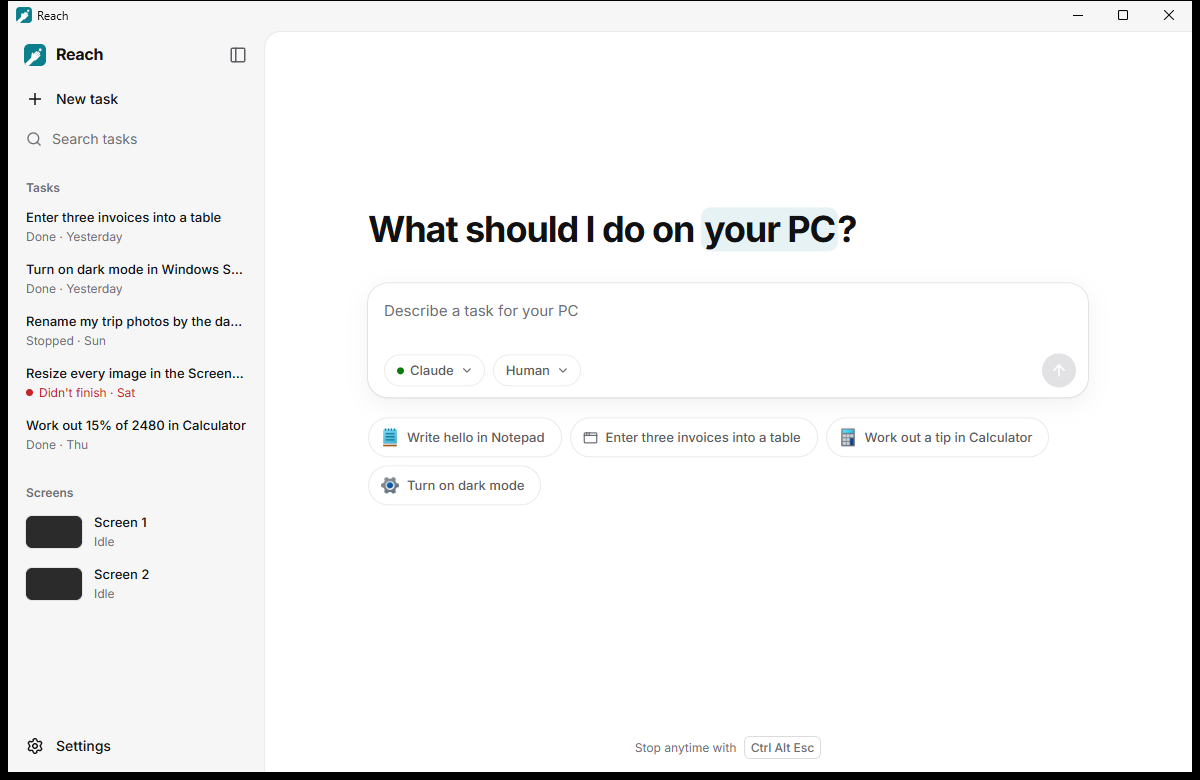 Reach
Reach
New task
Search tasks
Tasks
Enter three invoices into a table
Done · Yesterday
Turn on dark mode in Windows S...
Done · Yesterday
Rename my trip photos by the da...
Stopped · Sun
Resize every image in the Screen...
Didn't finish · Sat
Work out 15% of 2480 in Calculator
Done · Thu
Screens
Screen 1
Idle
Screen 2
Idle
Settings
What should I do on your PC?
Describe a task for your PC
Claude
Human
Write hello in Notepad
Enter three invoices into a table
Work out a tip in Calculator
Turn on dark mode
Stop anytime with Ctrl Alt Esc